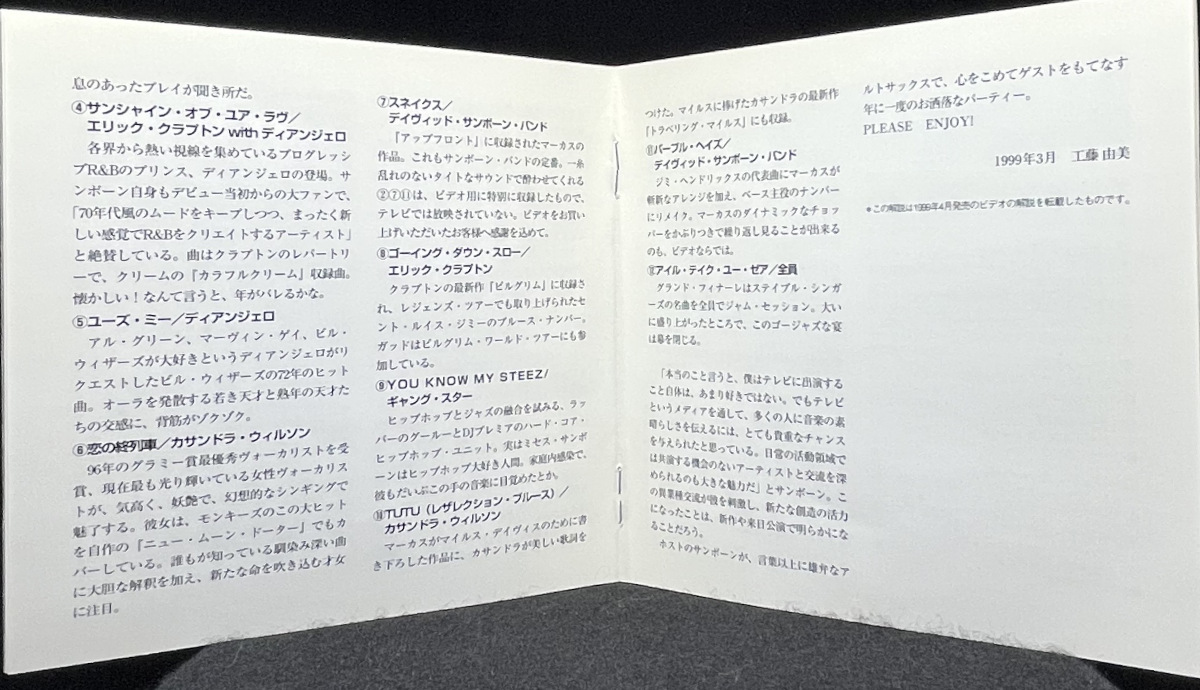 息のあったプレイが聞き所だ。
④サンシャイン・オブ・ユア・ラヴ/
エリック・クラプトン with ディアンジェロ
各界から熱い視線を集めているプログレッシ
ブR&Bのプリンス、ディアンジェロの登場。サ
ンボーン自身もデビュー当初からの大ファンで、
「70年代風のムードをキープしつつ、まったく新
しい感覚でR&Bをクリエイトするアーティスト」
と絶賛している。曲はクラプトンのレパートリ
ーで、クリームの『カラフルクリーム』収録曲。
懐かしい！なんて言うと、年がバレるかな。
⑤ユーズ・ミー/ディアンジェロ
アル・グリーン、マーヴィン・ゲイ、ビル・
ウィザーズが大好きというディアンジェロがリ
クエストしたビル・ウィザーズの72年のヒット
曲。オーラを発散する若き天才と熟年の天才た
ちの交感に、背筋がゾクゾク。
⑥恋の終列車/カサンドラ・ウィルソン
96年のグラミー賞最優秀ヴォーカリストを受
賞、現在最も光り輝いている女性ヴォーカリス
トが、気高く、妖艶で、幻想的なシンギングで
魅了する。彼女は、モンキーズのこの大ヒット
を自作の『ニュー・ムーン・ドーター』でもカ
バーしている。誰もが知っている馴染み深い曲
に大胆な解釈を加え、新たな命を吹き込む才女
に注目。
⑦スネイクス/
デイヴィッド・サンボーン・バンド
『アップフロント』に収録されたマーカスの
作品。これもサンボーン・バンドの定番。一糸
乱れのないタイトなサウンドで酔わせてくれる
②⑦⑪は、ビデオ用に特別に収録したもので、
テレビでは放映されていない。ビデオをお買い
上げいただいたお客様へ感謝を込めて。
⑧ゴーイング・ダウン・スロー/
エリック・クラプトン
クラプトンの最新作『ピルグリム』に収録さ
れ、レジェンズ・ツアーでも取り上げられたセ
ント・ルイス・ジミーのブルース・ナンバー。
ガッドはピルグリム・ワールド・ツアーにも参
加している。
⑨YOU KNOW MY STEEZ/
ギャング・スター
ヒップホップとジャズの融合を試みる、ラッ
パーのグールーとDJプレミアのハード・コア・
ヒップホップ・ユニット。実はミセス・サンボ
ーンはヒップホップ大好き人間。家庭内感染で、
彼もだいぶこの手の音楽に目覚めたとか。
⑩TUTU（レザレクション・ブルース）/
カサンドラ・ウィルソン
マーカスがマイルス・デイヴィスのために書
き下ろした作品に、カサンドラが美しい歌詞を
つけた。マイルスに捧げたカサンドラの最新作
『トラベリング・マイルス』にも収録。
⑪パープル・ヘイズ/
デイヴィッド・サンボーン・バンド
ジミ・ヘンドリックスの代表曲にマーカスが
斬新なアレンジを加え、ベース主役のナンバー
にリメイク。マーカスのダイナミックなチョッ
パーをかぶりつきで繰り返し見ることが出来る
のも、ビデオならでは。
⑫アイル・テイク・ユー・ゼア/全員
グランド・フィナーレはステイプル・シンガ
ーズの名曲を全員でジャム・セッション。大い
に盛り上がったところで、このゴージャズな宴
は幕を閉じる。
「本当のこと言うと、僕はテレビに出演する
こと自体は、あまり好きではない。でもテレビ
というメディアを通して、多くの人に音楽の素
晴らしさを伝えるには、とても貴重なチャンス
を与えられたと思っている。日常の活動領域で
は共演する機会のないアーティストと交流を深
められるのも大きな魅力だ」とサンボーン。こ
の異業種交流が彼を刺激し、新たな創造の活力
になったことは、新作や来日公演で明らかにな
ることだろう。
ホストのサンボーンが、言葉以上に雄弁なア
ルトサックスで、心をこめてゲストをもてなす
年に一度のお洒落なパーティー。
PLEASE ENJOY!
1999年3月 工藤由美
＊この解説は1999年4月発売のビデオの解説を転載したものです。